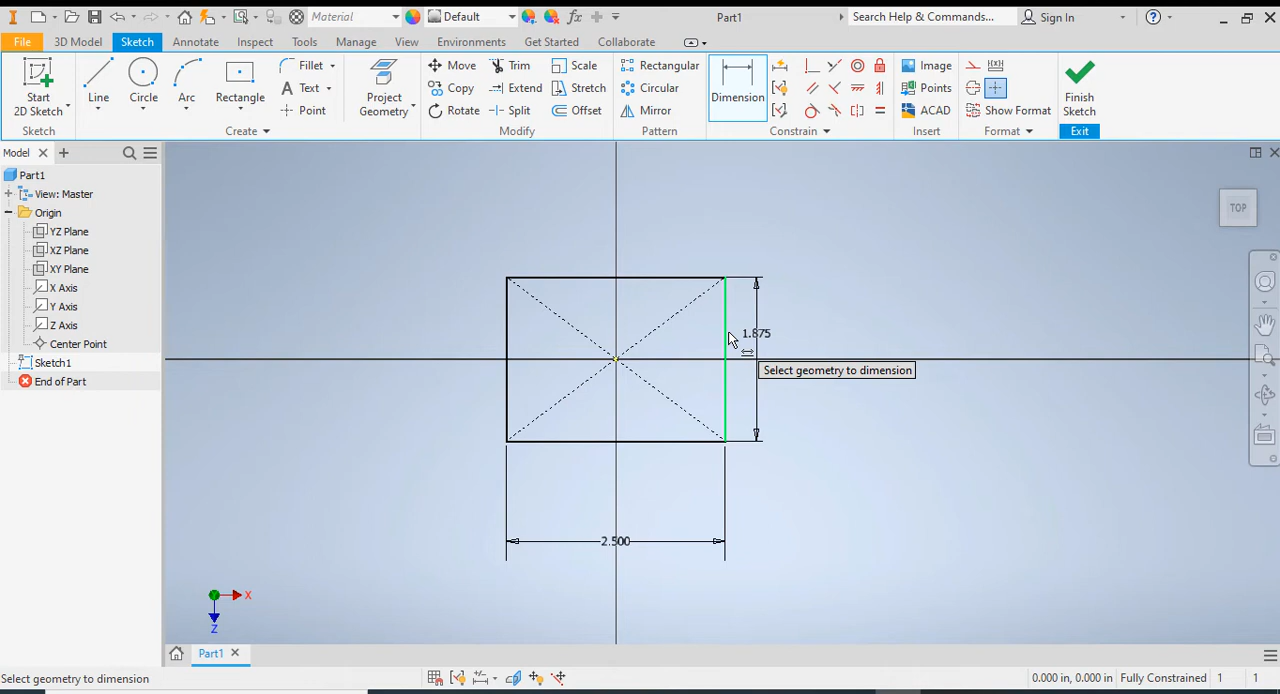 Material
Default
fx
Part1
Search Help & Commands...
Sign In
?
File
3D Model
Sketch
Annotate
Inspect
Tools
Manage
View
Environments
Get Started
Collaborate
Start
2D Sketch
Line
Circle
Arc
Rectangle
Fillet
Text
Point
Project
Geometry
Move
Copy
Rotate
Trim
Extend
Split
Scale
Stretch
Offset
Rectangular
Circular
Mirror
Dimension
Image
Points
ACAD
Show Format
Finish
Sketch
Sketch
Create
Modify
Pattern
Constrain
Insert
Format
Exit
Model
Part1
View: Master
Origin
YZ Plane
XZ Plane
XY Plane
X Axis
Y Axis
Z Axis
Center Point
Sketch1
End of Part
TOP
1.875
Select geometry to dimension
2.500
X
Z
Part1
Select geometry to dimension
0.000 in, 0.000 in
Fully Constrained
1
1